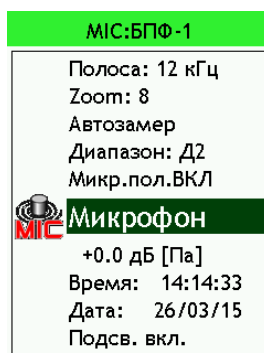 MIC:БПФ-1
Полоса: 12 кГц
Zoom: 8
Автозамер
Диапазон: Д2
Микр.пол.ВКЛ
MIC
Микрофон
+0.0 дБ [Па]
Время: 14:14:33
Дата: 26/03/15
Подсв. вкл.